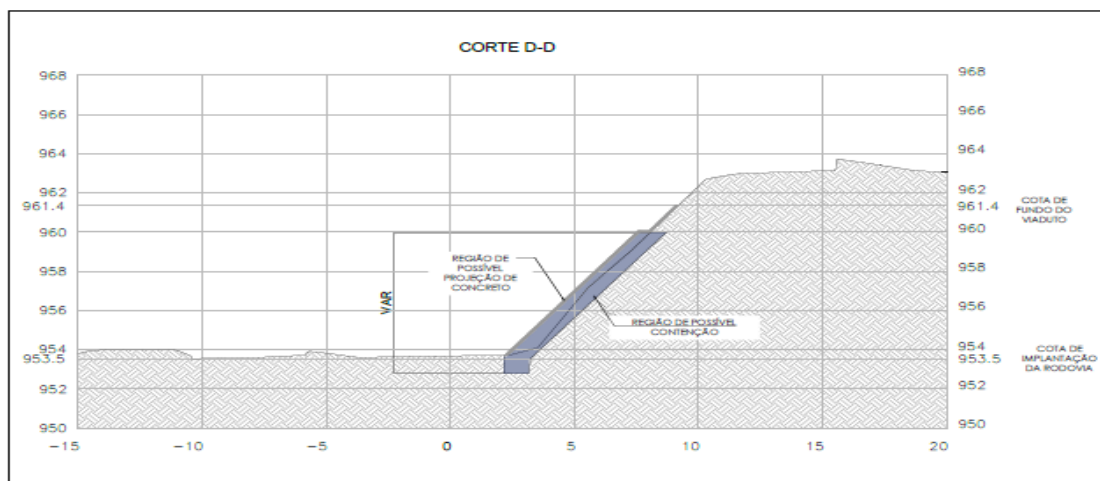 CORTE D-D
968
966
964
962
961.4
960
958
956
954
953.5
952
950
968
966
964
962
961.4
960
958
956
954
953.5
952
950
COTA DE
FUNDO DO
VIADUTO
COTA DE
IMPLANTAÇÃO
DA RODOVIA
VAR
REGIÃO DE
POSSÍVEL
PROJEÇÃO DE
CONCRETO
REGIÃO DE POSSÍVEL
CONTENÇÃO
-15
-10
-5
0
5
10
15
20